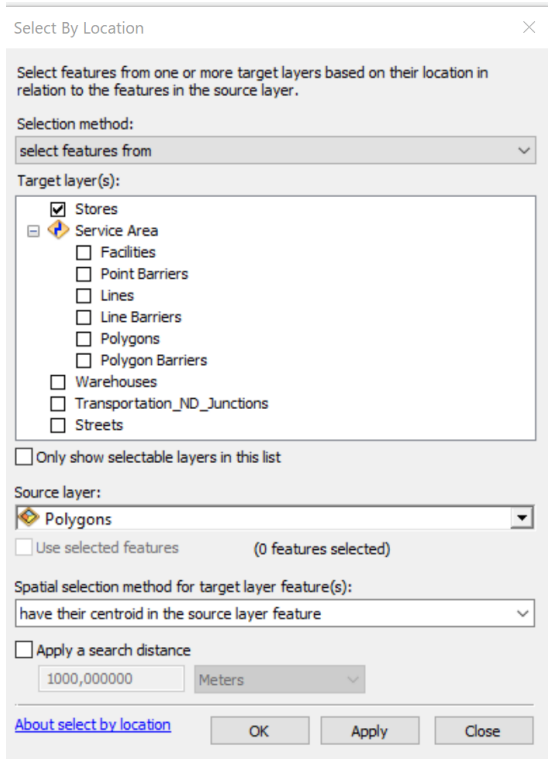 Select By Location
Select features from one or more target layers based on their location in
relation to the features in the source layer.
Selection method:
select features from
Target layer(s):
Stores
Service Area
Facilities
Point Barriers
Lines
Line Barriers
Polygons
Polygon Barriers
Warehouses
Transportation_ND_Junctions
Streets
Only show selectable layers in this list
Source layer:
Polygons
Use selected features (0 features selected)
Spatial selection method for target layer feature(s):
have their centroid in the source layer feature
Apply a search distance
1000,000000 Meters
About select by location OK Apply Close